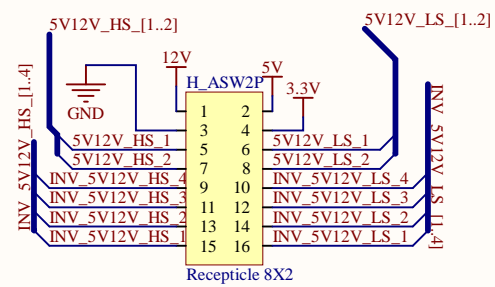 5V12V_HS_[1..2]
5V12V_LS_[1..2]
12V
H_ASW2P
5V
3.3V
GND
INV_5V12V_HS_[1..4]
INV_5V12V_LS_[1..4]
1 2
3 4
5V12V_HS_1 5 6 5V12V_LS_1
5V12V_HS_2 7 8 5V12V_LS_2
INV_5V12V_HS_4 9 10 INV_5V12V_LS_4
INV_5V12V_HS_3 11 12 INV_5V12V_LS_3
INV_5V12V_HS_2 13 14 INV_5V12V_LS_2
INV_5V12V_HS_1 15 16 INV_5V12V_LS_1
Recepticle 8X2